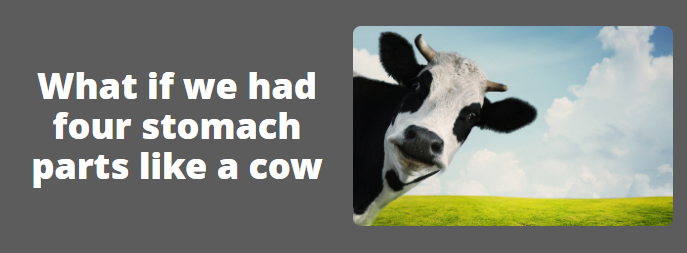 What if we had
four stomach
parts like a cow